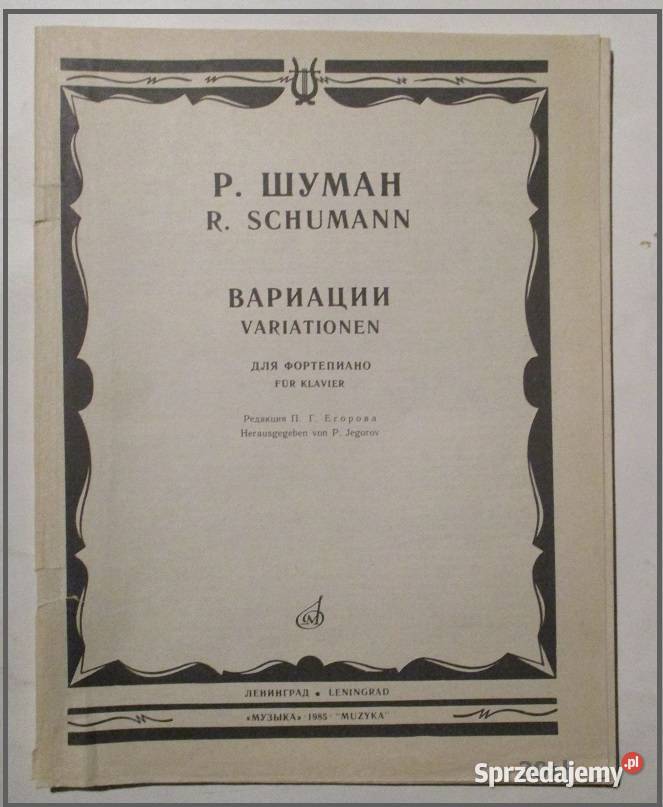 Р. ШУМАН
R. SCHUMANN
ВАРИАЦИИ
VARIATIONEN
ДЛЯ ФОРТЕПИАНО
FÜR KLAVIER
Редакция П. Г. Егорова
Herausgegeben von P. Jegorov
ЛЕНИНГРАД • LENINGRAD
«МУЗЫКА» · 1985 · "MUZYKA"
Sprzedajemy.pl